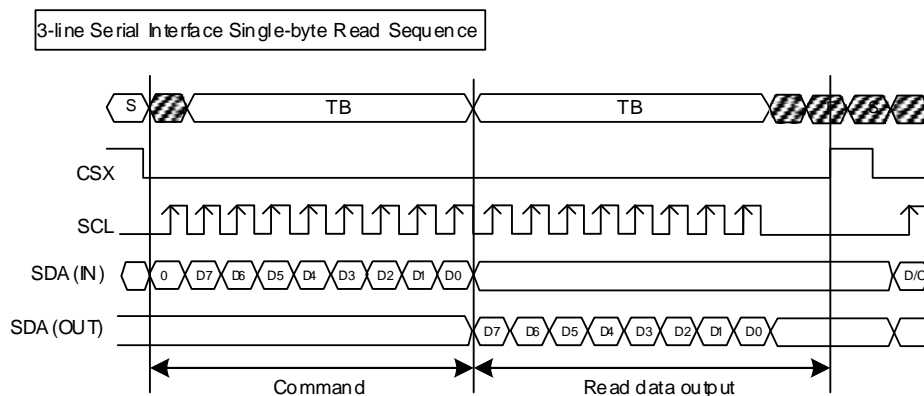 3-line Serial Interface Single-byte Read Sequence
S TB TB S
CSX
SCL
SDA (IN) 0 D7 D6 D5 D4 D3 D2 D1 D0 D/C
SDA (OUT) D7 D6 D5 D4 D3 D2 D1 D0
Command Read data output